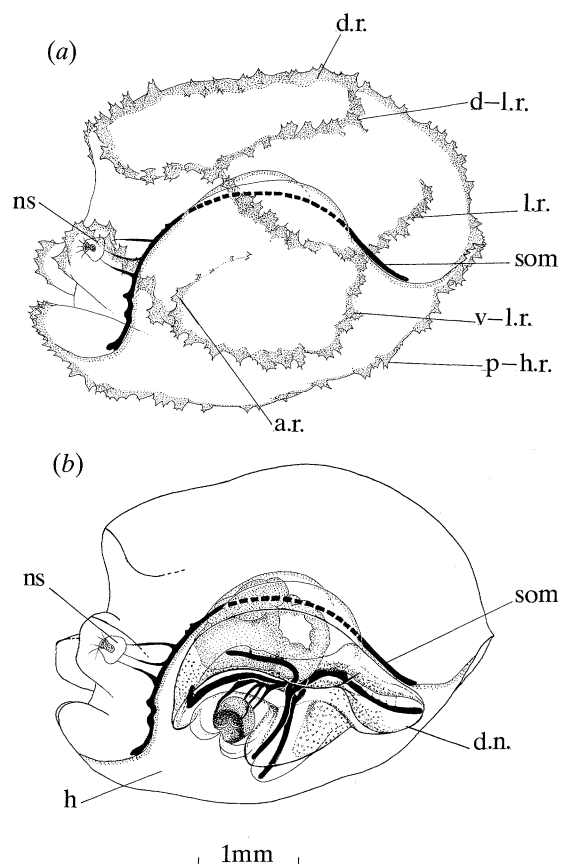 (a)
d.r.
d–l.r.
ns
l.r.
som
v–l.r.
p–h.r.
a.r.
(b)
ns
som
d.n.
h
1mm